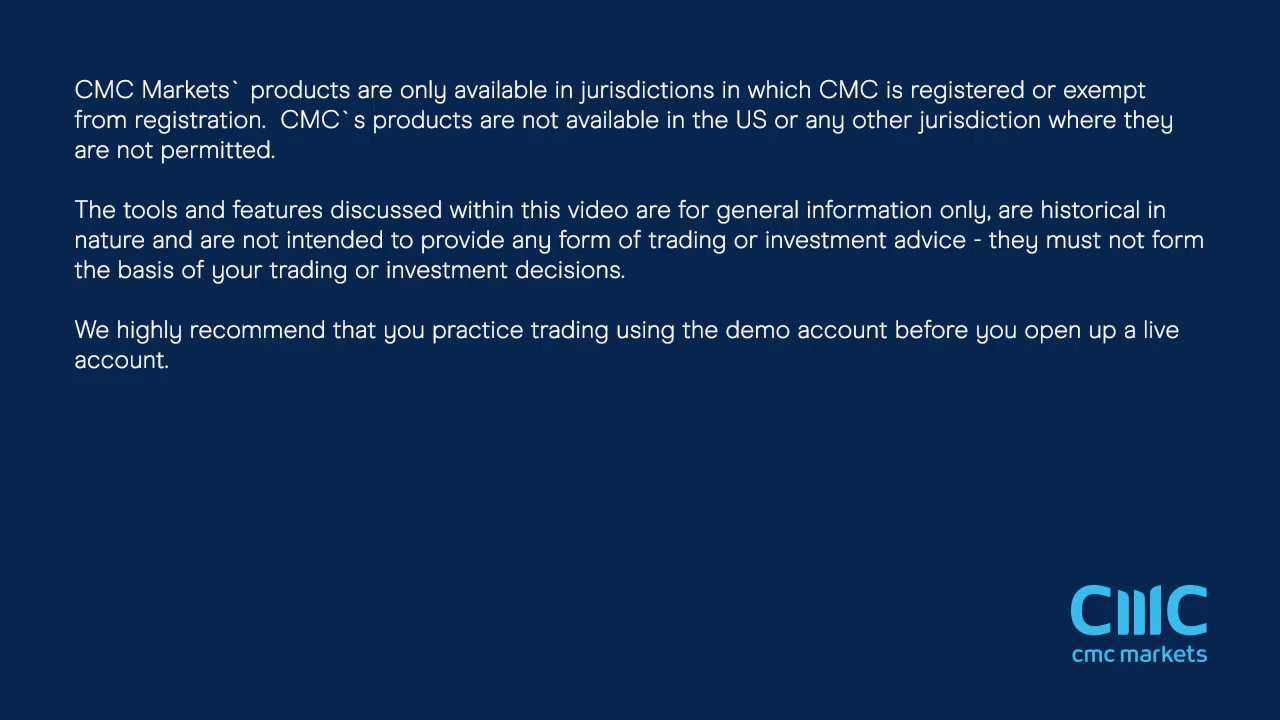 CMC Markets` products are only available in jurisdictions in which CMC is registered or exempt
from registration.  CMC`s products are not available in the US or any other jurisdiction where they
are not permitted.
The tools and features discussed within this video are for general information only, are historical in
nature and are not intended to provide any form of trading or investment advice - they must not form
the basis of your trading or investment decisions.
We highly recommend that you practice trading using the demo account before you open up a live
account.
CMC
cmc markets